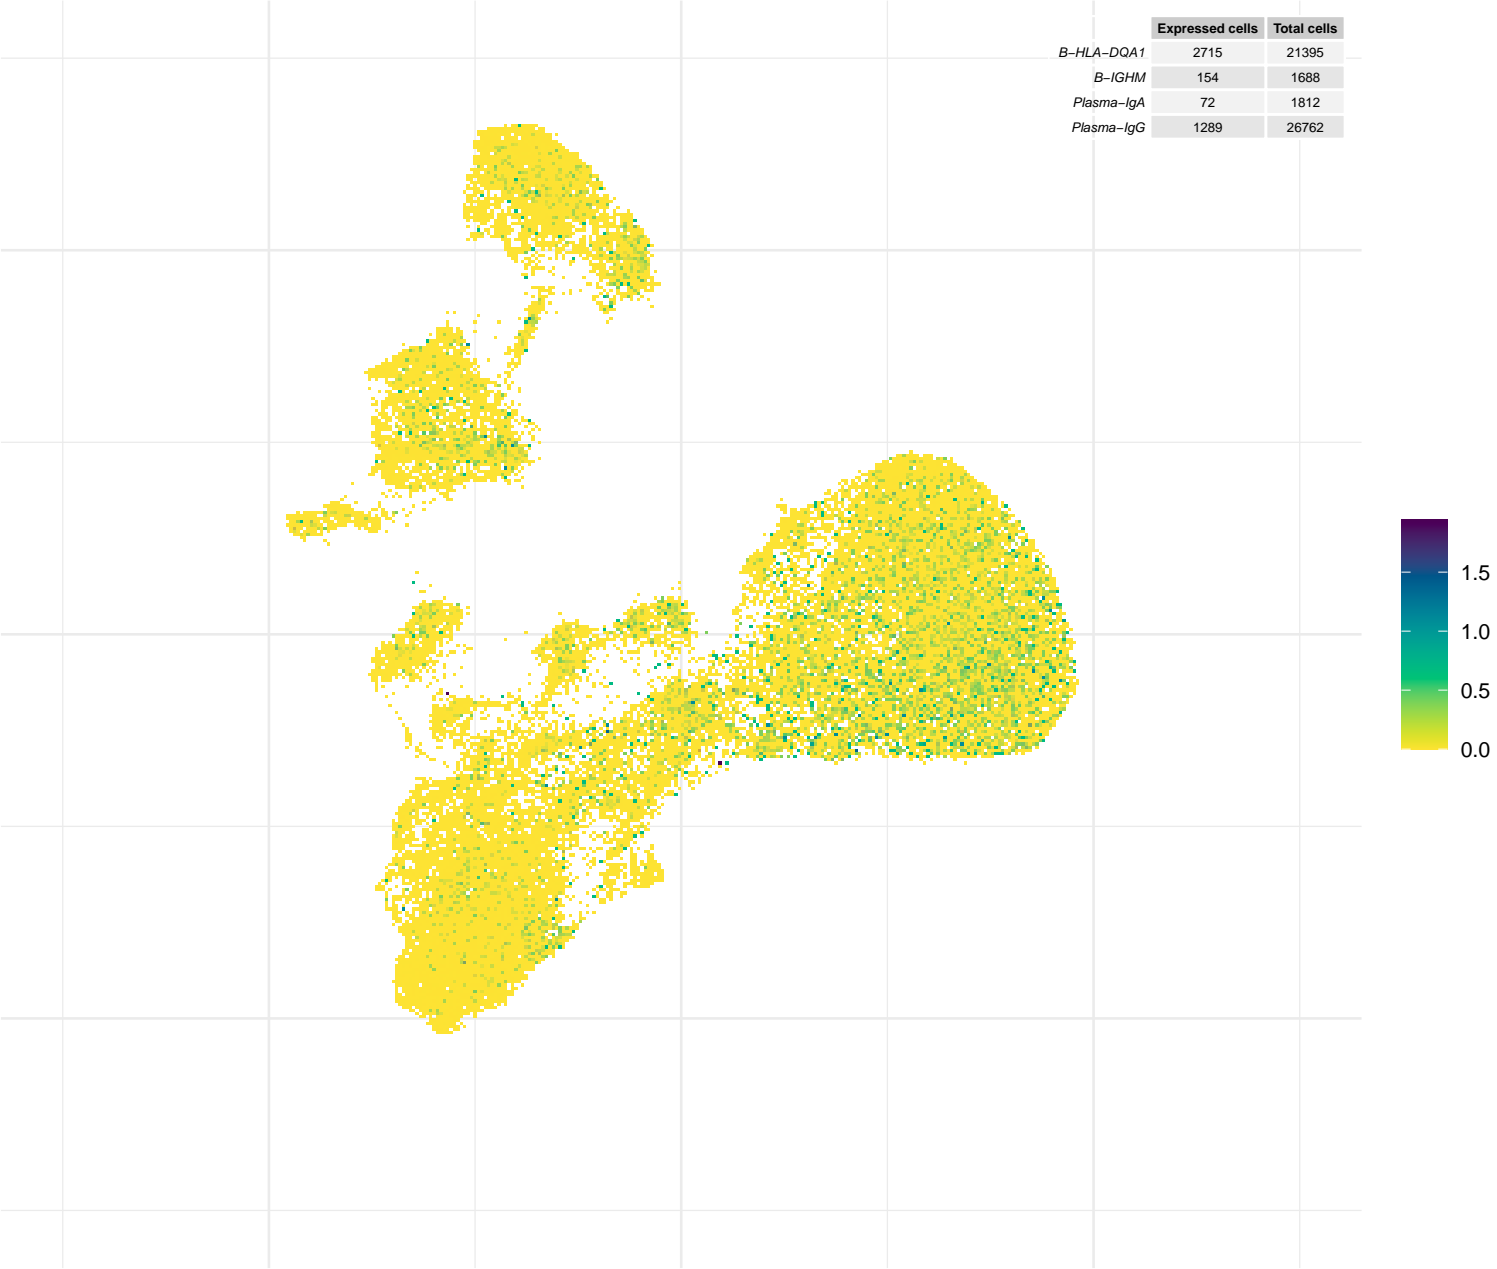 Expressed cells Total cells
B−HLA−DQA1 2715 21395
B−IGHM 154 1688
Plasma−IgA 72 1812
Plasma−IgG 1289 26762
1.5
1.0
0.5
0.0